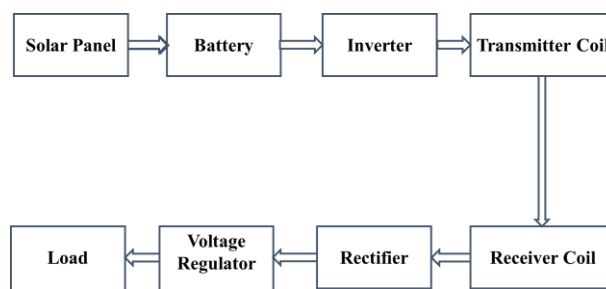 Solar Panel
Battery
Inverter
Transmitter Coil
Load
Voltage
Regulator
Rectifier
Receiver Coil